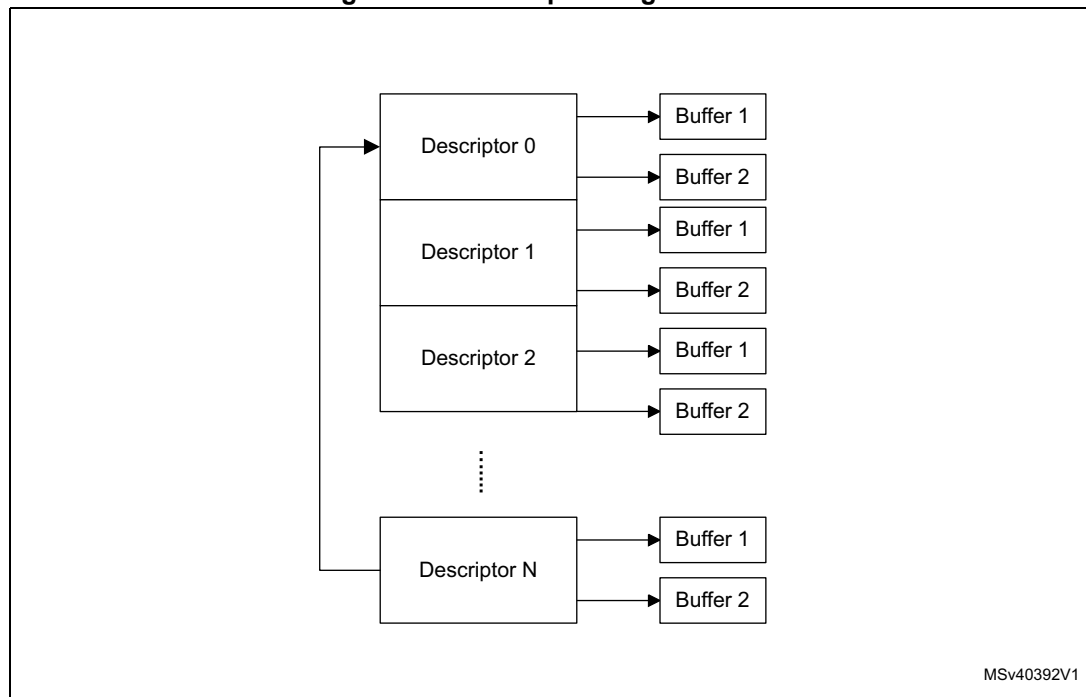 Descriptor 0
Buffer 1
Buffer 2
Descriptor 1
Buffer 1
Buffer 2
Descriptor 2
Buffer 1
Buffer 2
Descriptor N
Buffer 1
Buffer 2
MSv40392V1